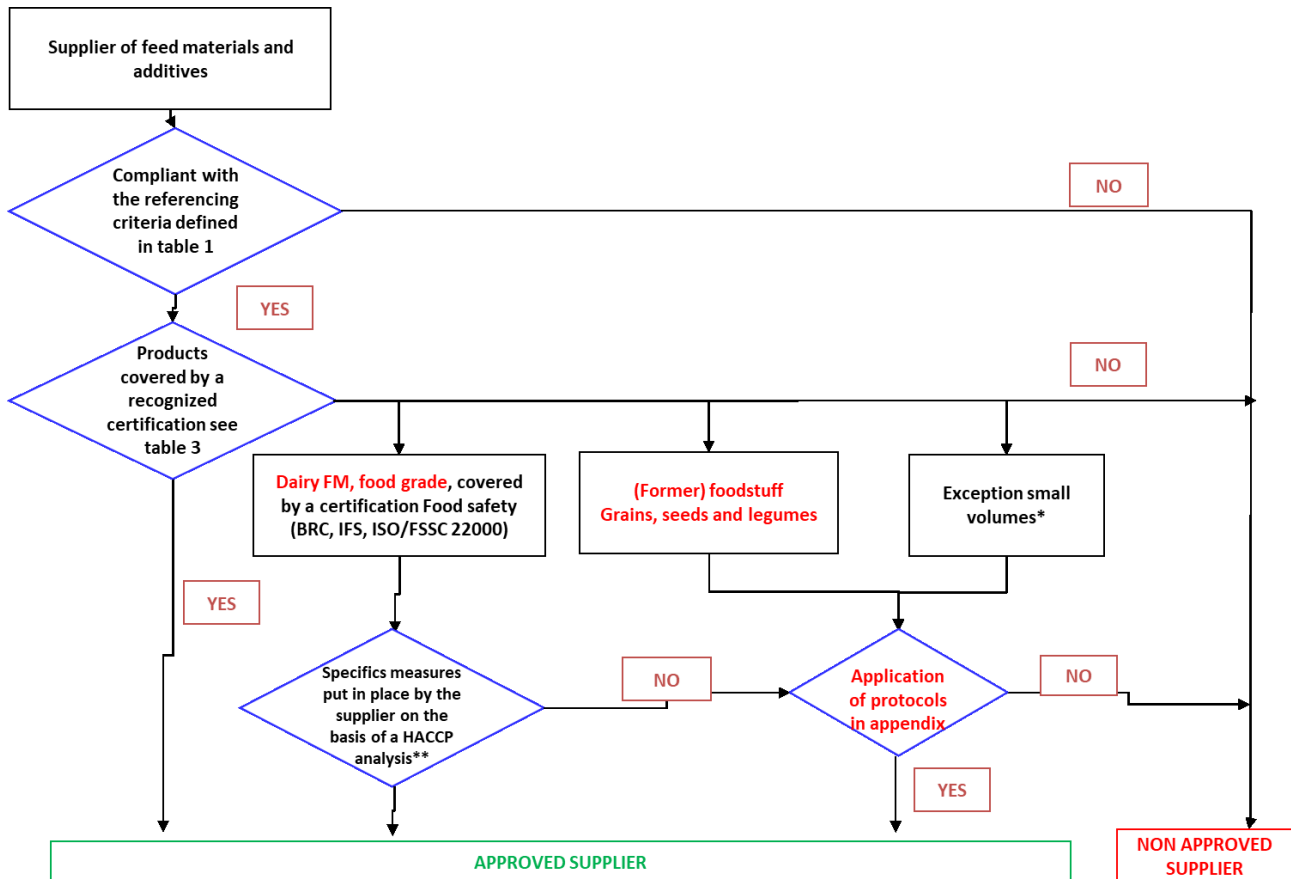 Supplier of feed materials and
additives
Compliant with
the referencing
criteria defined
in table 1
NO
YES
Products
covered by a
recognized
certification see
table 3
NO
Dairy FM, food grade, covered
by a certification Food safety
(BRC, IFS, ISO/FSSC 22000)
(Former) foodstuff
Grains, seeds and legumes
Exception small
volumes*
YES
Specifics measures
put in place by the
supplier on the
basis of a HACCP
analysis**
NO
Application
of protocols
in appendix
NO
YES
APPROVED SUPPLIER
NON APPROVED
SUPPLIER